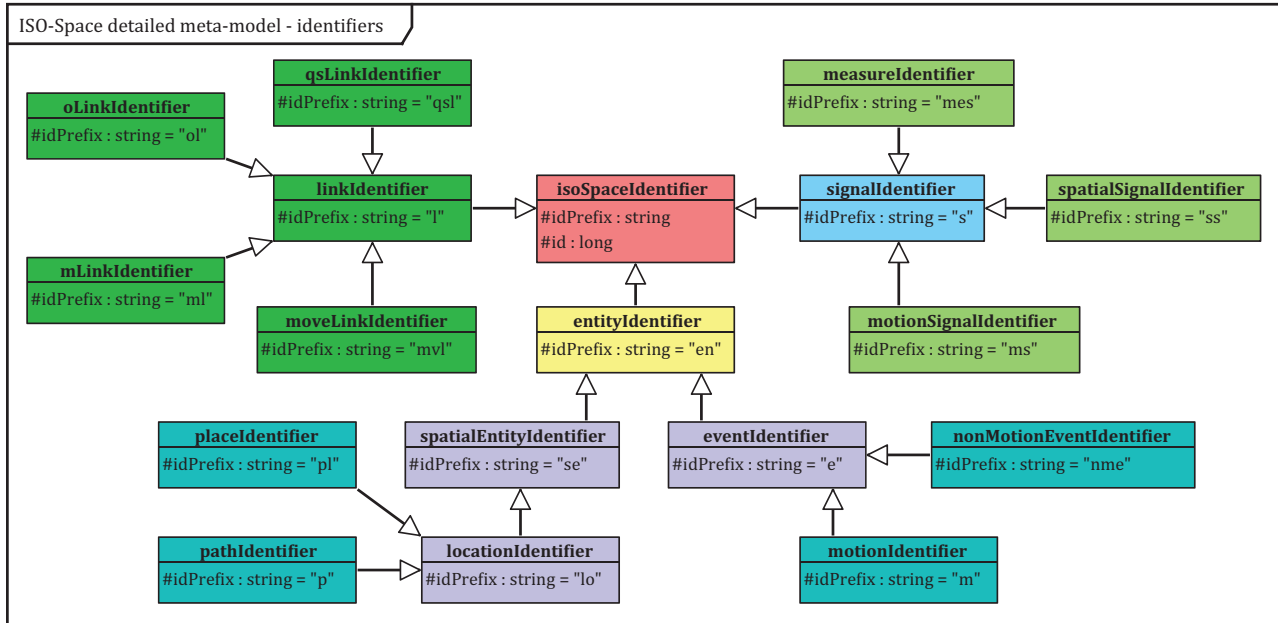 ISO-Space detailed meta-model - identifiers
qsLinkIdentifier
#idPrefix : string = "qsl"
measureIdentifier
#idPrefix : string = "mes"
oLinkIdentifier
#idPrefix : string = "ol"
linkIdentifier
#idPrefix : string = "l"
isoSpaceIdentifier
#idPrefix : string
#id : long
signalIdentifier
#idPrefix : string = "s"
spatialSignalIdentifier
#idPrefix : string = "ss"
mLinkIdentifier
#idPrefix : string = "ml"
moveLinkIdentifier
#idPrefix : string = "mvl"
entityIdentifier
#idPrefix : string = "en"
motionSignalIdentifier
#idPrefix : string = "ms"
placeIdentifier
#idPrefix : string = "pl"
spatialEntityIdentifier
#idPrefix : string = "se"
eventIdentifier
#idPrefix : string = "e"
nonMotionEventIdentifier
#idPrefix : string = "nme"
pathIdentifier
#idPrefix : string = "p"
locationIdentifier
#idPrefix : string = "lo"
motionIdentifier
#idPrefix : string = "m"